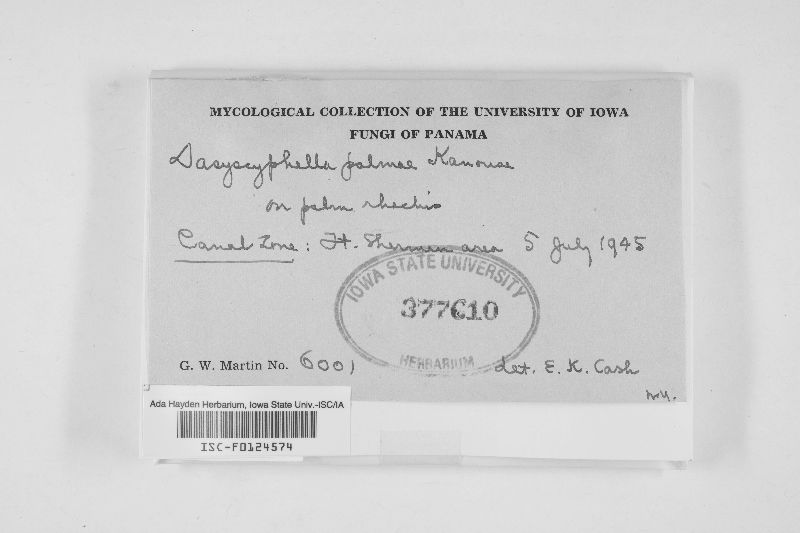 MYCOLOGICAL COLLECTION OF THE UNIVERSITY OF IOWA
FUNGI OF PANAMA
Dasyscyphella palmae Kanouse
on palm rhachis
Canal Zone: Ft. Sherman area 5 July 1945
IOWA STATE UNIVERSITY
377610
HERBARIUM
G. W. Martin No. 6001
det. E. K. Cash
Ada Hayden Herbarium, Iowa State Univ.-ISC/IA
ISC-F0124574